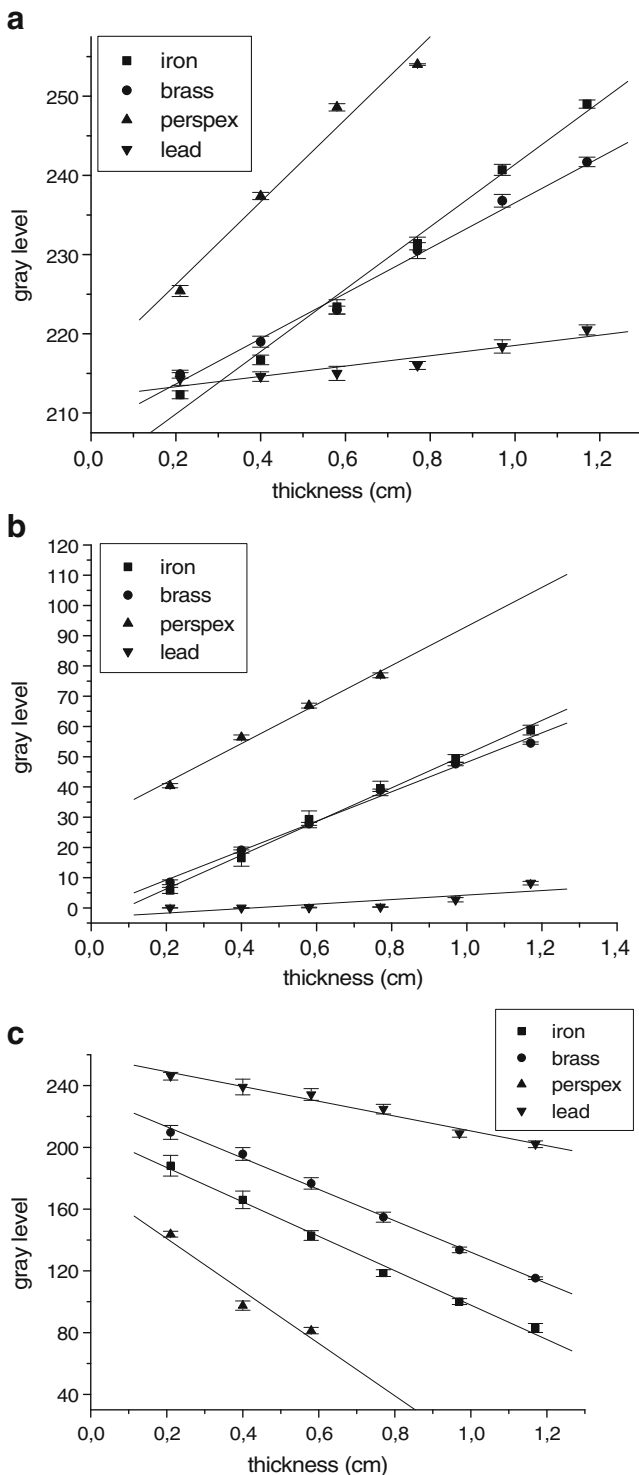 a
iron
brass
perspex
lead
250
240
230
220
210
gray level
0,0 0,2 0,4 0,6 0,8 1,0 1,2
thickness (cm)
b
iron
brass
perspex
lead
120
110
100
90
80
70
60
50
40
30
20
10
0
gray level
0,0 0,2 0,4 0,6 0,8 1,0 1,2 1,4
thickness (cm)
c
iron
brass
perspex
lead
240
200
160
120
80
40
gray level
0,0 0,2 0,4 0,6 0,8 1,0 1,2
thickness (cm)